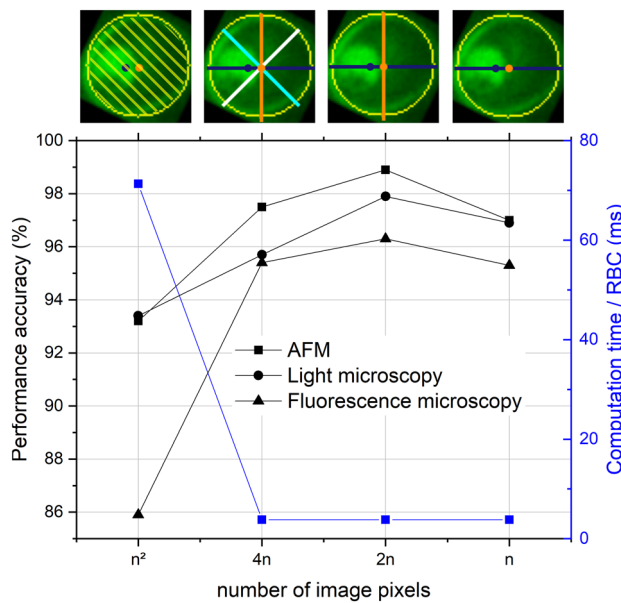 100
98
96
94
92
90
88
86
Performance accuracy (%)
80
60
40
20
0
Computation time / RBC (ms)
AFM
Light microscopy
Fluorescence microscopy
n² 4n 2n n
number of image pixels